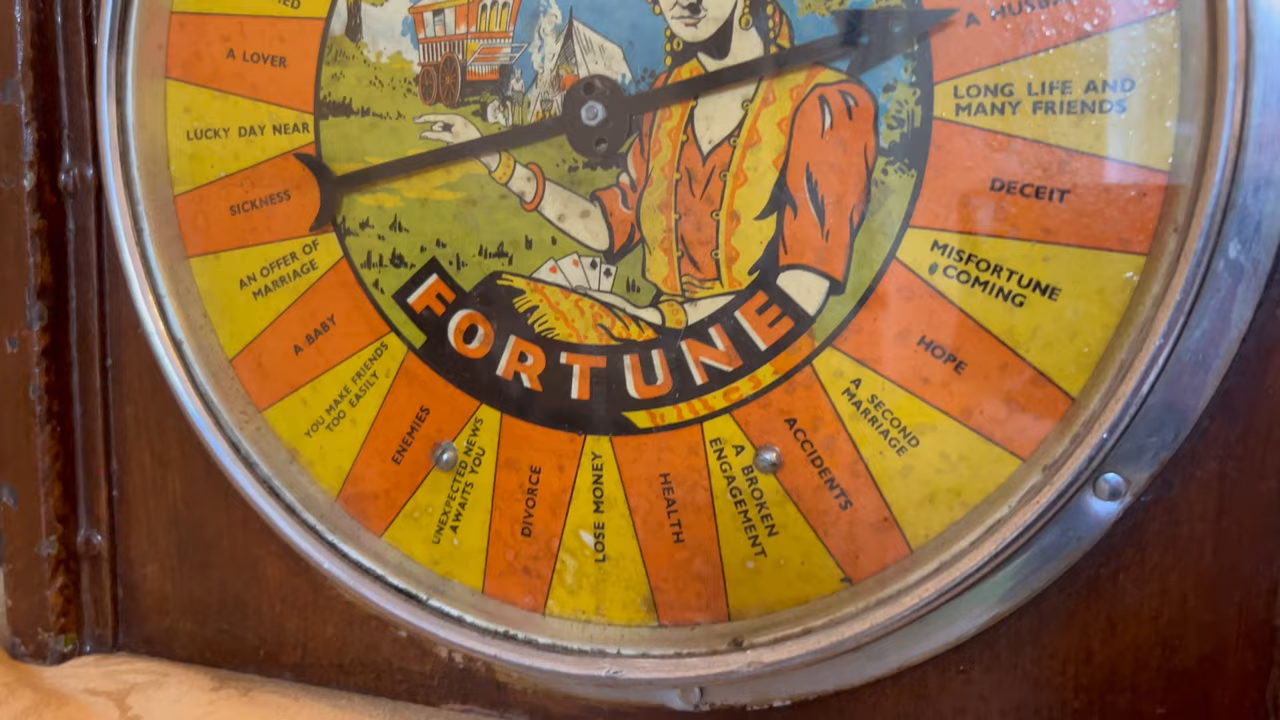 A LOVER
LUCKY DAY NEAR
SICKNESS
AN OFFER OF
MARRIAGE
A BABY
YOU MAKE FRIENDS
TOO EASILY
ENEMIES
UNEXPECTED NEWS
AWAITS YOU
DIVORCE
LOSE MONEY
HEALTH
A BROKEN
ENGAGEMENT
ACCIDENTS
A SECOND
MARRIAGE
HOPE
MISFORTUNE
COMING
DECEIT
LONG LIFE AND
MANY FRIENDS
A
FORTUNE